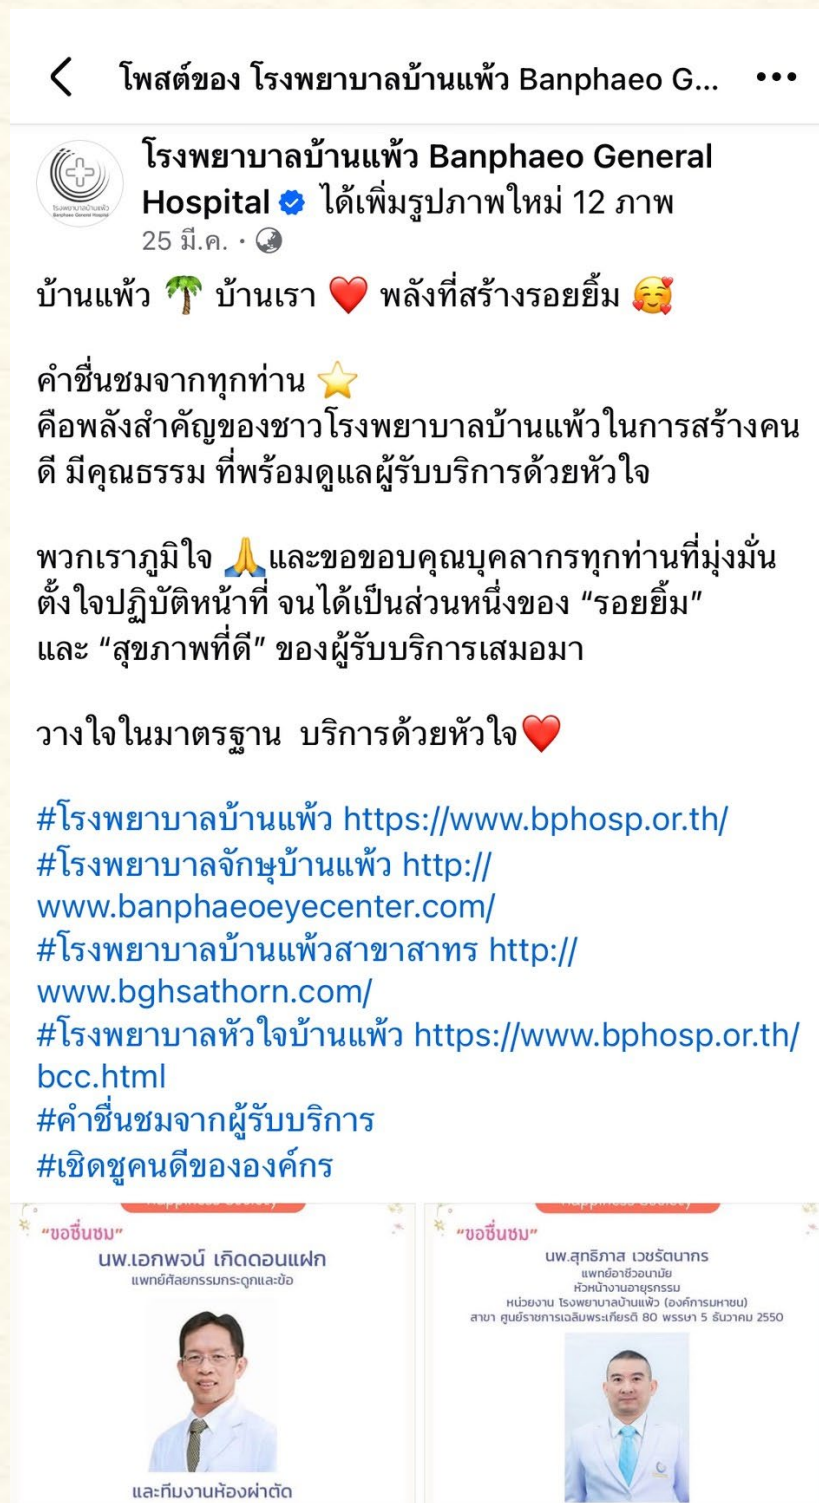 โพสต์ของ โรงพยาบาลบ้านแพ้ว Banphaeo G...
โรงพยาบาลบ้านแพ้ว Banphaeo General
Hospital ได้เพิ่มรูปภาพใหม่ 12 ภาพ
25 มี.ค. ·
โรงพยาบาลบ้านแพ้ว
Banphaeo General Hospital
บ้านแพ้ว 🌴 บ้านเรา ❤️ พลังที่สร้างรอยยิ้ม 🥰
คำชื่นชมจากทุกท่าน ⭐
คือพลังสำคัญของชาวโรงพยาบาลบ้านแพ้วในการสร้างคน
ดี มีคุณธรรม ที่พร้อมดูแลผู้รับบริการด้วยหัวใจ
พวกเราภูมิใจ 🙏และขอขอบคุณบุคลากรทุกท่านที่มุ่งมั่น
ตั้งใจปฏิบัติหน้าที่ จนได้เป็นส่วนหนึ่งของ “รอยยิ้ม”
และ “สุขภาพที่ดี” ของผู้รับบริการเสมอมา
วางใจในมาตรฐาน บริการด้วยหัวใจ❤️
#โรงพยาบาลบ้านแพ้ว https://www.bphosp.or.th/
#โรงพยาบาลจักษุบ้านแพ้ว http://
www.banphaeoeyecenter.com/
#โรงพยาบาลบ้านแพ้วสาขาสาทร http://
www.bghsathorn.com/
#โรงพยาบาลหัวใจบ้านแพ้ว https://www.bphosp.or.th/
bcc.html
#คำชื่นชมจากผู้รับบริการ
#เชิดชูคนดีขององค์กร
“ขอชื่นชม”
นพ.เอกพจน์ เกิดดอนแฝก
แพทย์ศัลยกรรมกระดูกและข้อ
และทีมงานห้องผ่าตัด
“ขอชื่นชม”
นพ.สุทธิภาส เวชรัตนากร
แพทย์อาชีวอนามัย
หัวหน้างานอายุรกรรม
หน่วยงาน โรงพยาบาลบ้านแพ้ว (องค์การมหาชน)
สาขา ศูนย์ราชการเฉลิมพระเกียรติ 80 พรรษา 5 ธันวาคม 2550